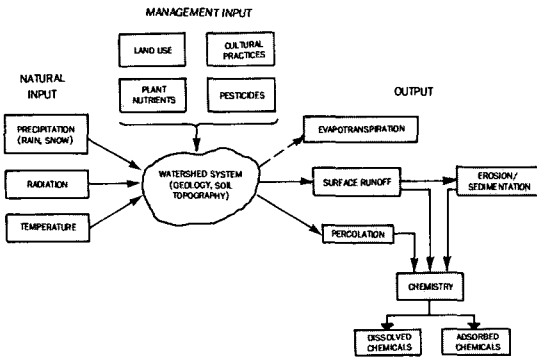 MANAGEMENT INPUT
LAND USE
CULTURAL
PRACTICES
PLANT
NUTRIENTS
PESTICIDES
NATURAL
INPUT
PRECIPITATION
(RAIN, SNOW)
RADIATION
TEMPERATURE
WATERSHED SYSTEM
(GEOLOGY, SOIL
TOPOGRAPHY)
OUTPUT
EVAPOTRANSPIRATION
SURFACE RUNOFF
EROSION/
SEDIMENTATION
PERCOLATION
CHEMISTRY
DISSOLVED
CHEMICALS
ADSORBED
CHEMICALS